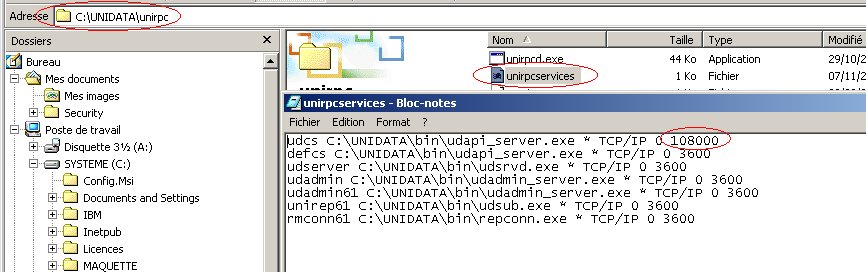 Adresse C:\UNIDATA\unirpc
Dossiers
Bureau
Mes documents
Mes images
Security
Poste de travail
Disquette 3½ (A:)
SYSTEME (C:)
Config.Msi
Documents and Settings
IBM
Inetpub
Licences
MAQUETTE
Nom Taille Type Modifié
unirpcd.exe 44 Ko Application 29/10/2
unirpcservices 1 Ko Fichier 07/11/2
unirpcservices - Bloc-notes
Fichier Edition Format ?
udcs C:\UNIDATA\bin\udapi_server.exe * TCP/IP 0 108000
defcs C:\UNIDATA\bin\udapi_server.exe * TCP/IP 0 3600
udserver C:\UNIDATA\bin\udsrvd.exe * TCP/IP 0 3600
udadmin C:\UNIDATA\bin\udadmin_server.exe * TCP/IP 0 3600
udadmin61 C:\UNIDATA\bin\udadmin_server.exe * TCP/IP 0 3600
unirep61 C:\UNIDATA\bin\udsub.exe * TCP/IP 0 3600
rmconn61 C:\UNIDATA\bin\repconn.exe * TCP/IP 0 3600